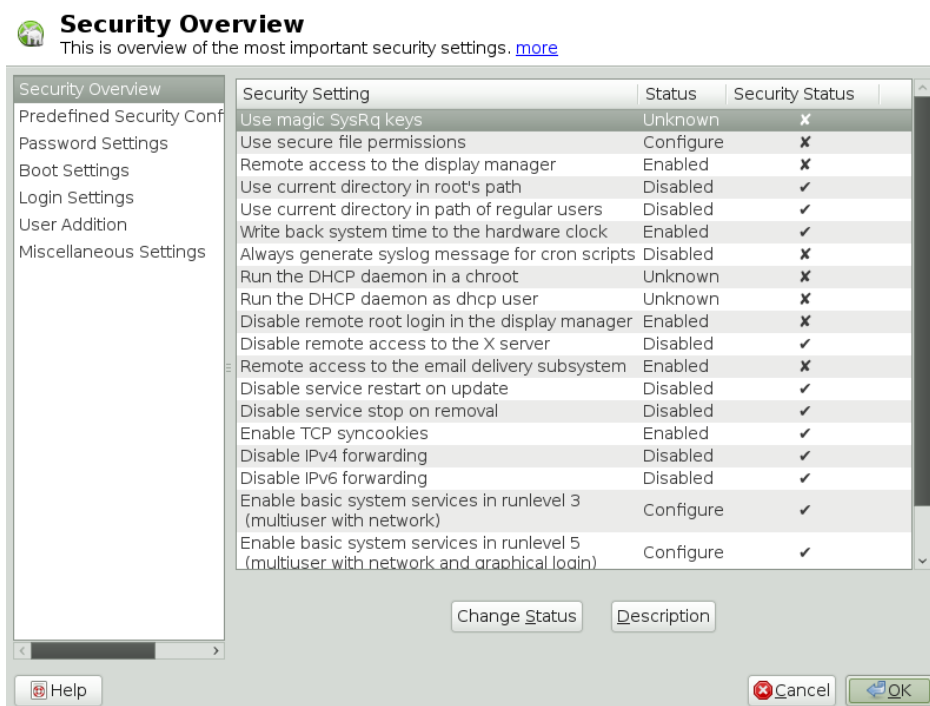 Security Overview
This is overview of the most important security settings. more
Security Overview
Predefined Security Conf
Password Settings
Boot Settings
Login Settings
User Addition
Miscellaneous Settings
Security Setting Status Security Status
Use magic SysRq keys Unknown ✘
Use secure file permissions Configure ✘
Remote access to the display manager Enabled ✘
Use current directory in root's path Disabled ✔
Use current directory in path of regular users Disabled ✔
Write back system time to the hardware clock Enabled ✔
Always generate syslog message for cron scripts Disabled ✘
Run the DHCP daemon in a chroot Unknown ✘
Run the DHCP daemon as dhcp user Unknown ✘
Disable remote root login in the display manager Enabled ✘
Disable remote access to the X server Disabled ✔
Remote access to the email delivery subsystem Enabled ✘
Disable service restart on update Disabled ✔
Disable service stop on removal Disabled ✔
Enable TCP syncookies Enabled ✔
Disable IPv4 forwarding Disabled ✔
Disable IPv6 forwarding Disabled ✔
Enable basic system services in runlevel 3
(multiuser with network) Configure ✔
Enable basic system services in runlevel 5
(multiuser with network and graphical login) Configure ✔
Change Status Description
Help Cancel OK